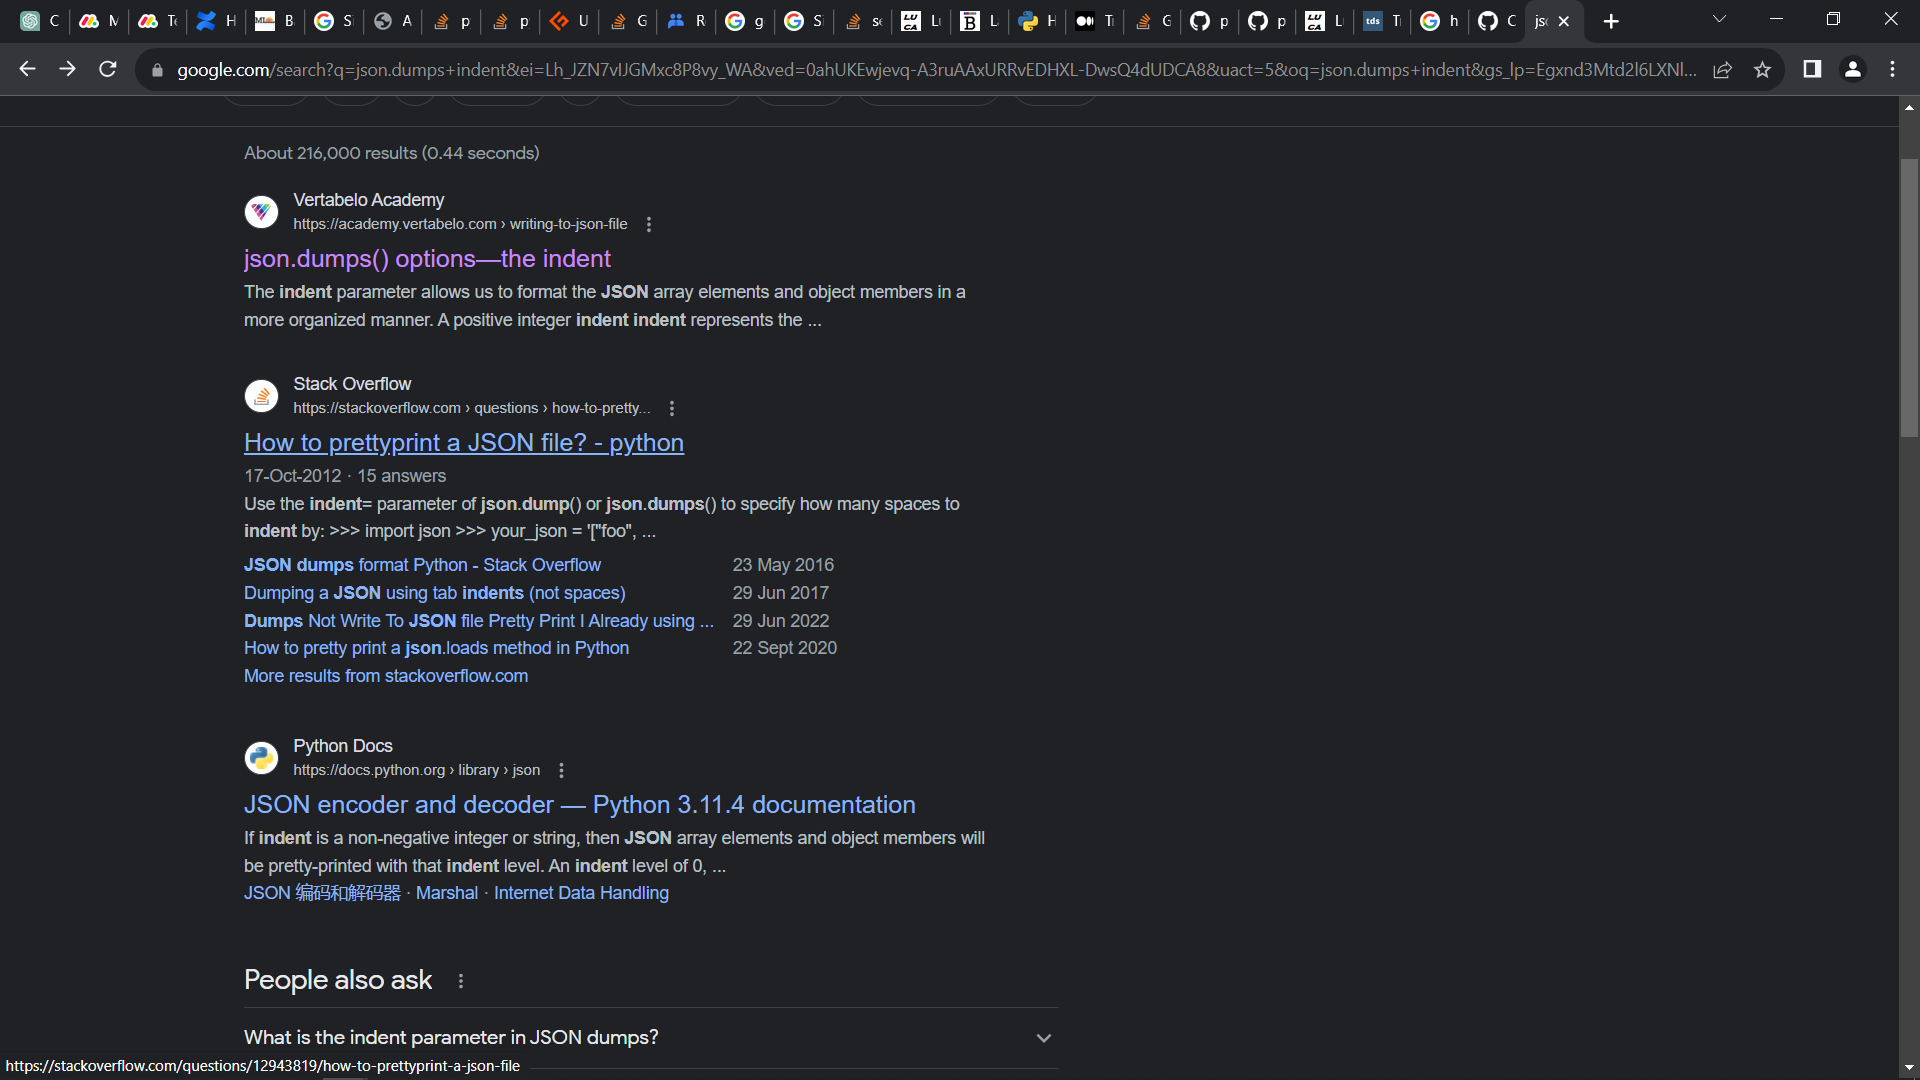 C M Te H B S A p p U G R g S se Lu La H Ti G p p Lu Ti h C jsc
google.com/search?q=json.dumps+indent&ei=Lh_JZN7vIJGMxc8P8vy_WA&ved=0ahUKEwjevq-A3ruAAxURRvEDHXL-DwsQ4dUDCA8&uact=5&oq=json.dumps+indent&gs_lp=Egxnd3Mtd2l6LXNl...
About 216,000 results (0.44 seconds)
Vertabelo Academy
https://academy.vertabelo.com › writing-to-json-file
json.dumps() options—the indent
The indent parameter allows us to format the JSON array elements and object members in a
more organized manner. A positive integer indent indent represents the ...
Stack Overflow
https://stackoverflow.com › questions › how-to-pretty...
How to prettyprint a JSON file? - python
17-Oct-2012 · 15 answers
Use the indent= parameter of json.dump() or json.dumps() to specify how many spaces to
indent by: >>> import json >>> your_json = '["foo", ...
JSON dumps format Python - Stack Overflow 23 May 2016
Dumping a JSON using tab indents (not spaces) 29 Jun 2017
Dumps Not Write To JSON file Pretty Print I Already using ... 29 Jun 2022
How to pretty print a json.loads method in Python 22 Sept 2020
More results from stackoverflow.com
Python Docs
https://docs.python.org › library › json
JSON encoder and decoder — Python 3.11.4 documentation
If indent is a non-negative integer or string, then JSON array elements and object members will
be pretty-printed with that indent level. An indent level of 0, ...
JSON 编码和解码器 · Marshal · Internet Data Handling
People also ask
What is the indent parameter in JSON dumps?
https://stackoverflow.com/questions/12943819/how-to-prettyprint-a-json-file